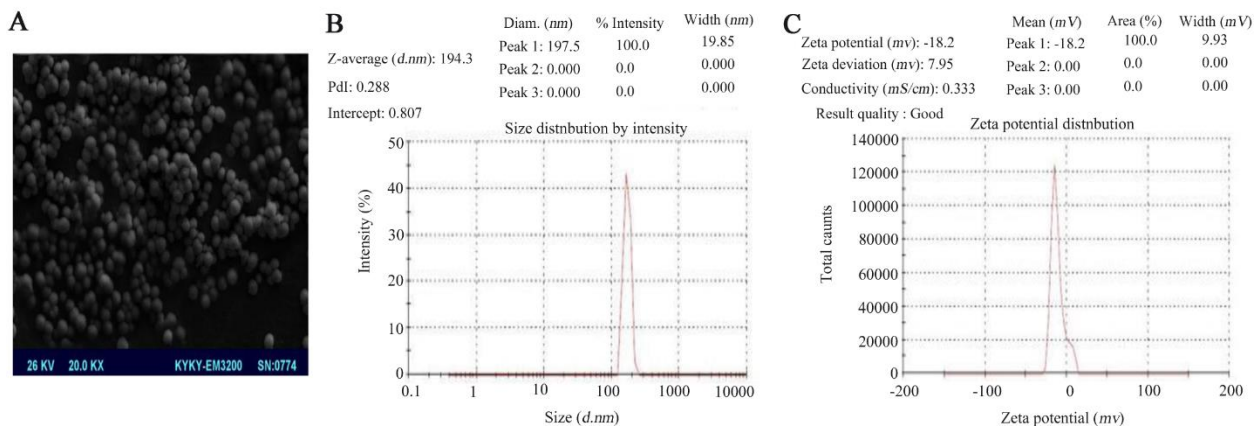 A
26 KV 20.0 KX KYKY-EM3200 SN:0774
B
Diam. (nm) % Intensity Width (nm)
Z-average (d.nm): 194.3
Peak 1: 197.5 100.0 19.85
Peak 2: 0.000 0.0 0.000
PdI: 0.288
Peak 3: 0.000 0.0 0.000
Intercept: 0.807
Size distnbution by intensity
Intensity (%)
50
40
30
20
10
0
0.1 1 10 100 1000 10000
Size (d.nm)
C
Mean (mV) Area (%) Width (mV)
Zeta potential (mv): -18.2
Peak 1: -18.2 100.0 9.93
Zeta deviation (mv): 7.95
Peak 2: 0.00 0.0 0.00
Conductivity (mS/cm): 0.333
Peak 3: 0.00 0.0 0.00
Result quality : Good
Zeta potential distnbution
Total caunts
140000
120000
100000
80000
60000
40000
20000
0
-200 -100 0 100 200
Zeta potential (mv)